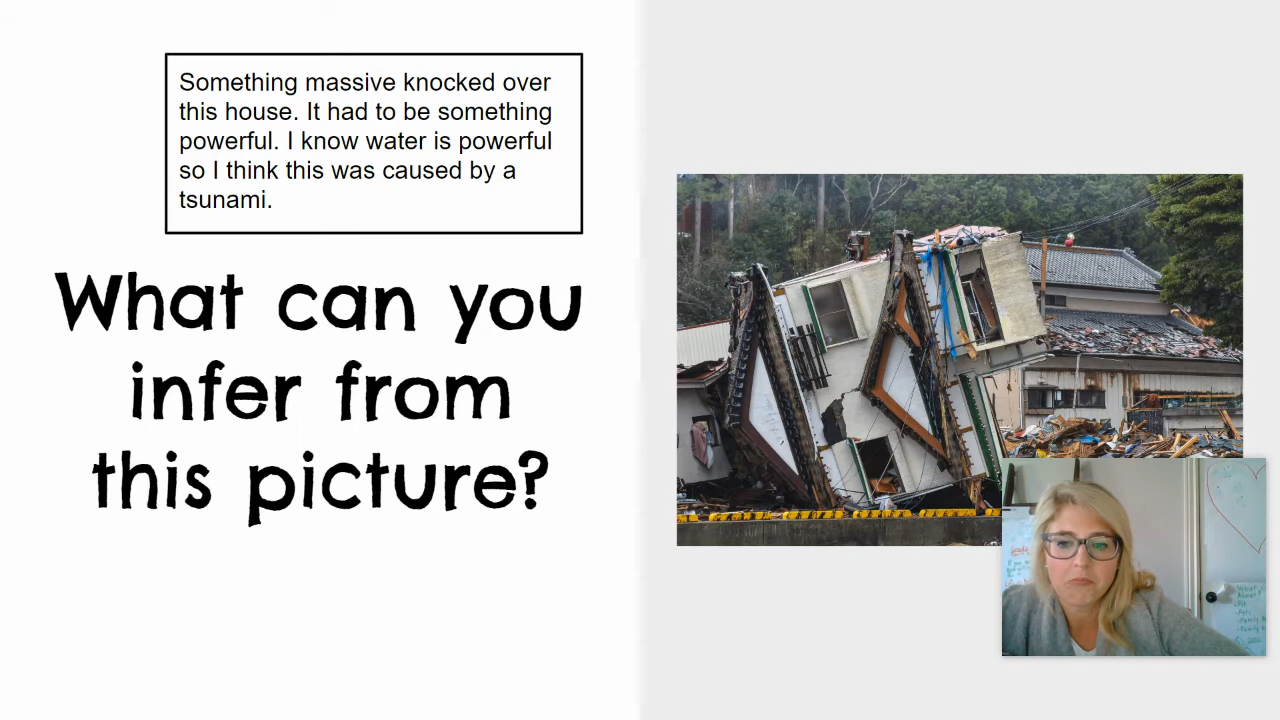 Something massive knocked over
this house. It had to be something
powerful. I know water is powerful
so I think this was caused by a
tsunami.
What can you
infer from
this picture?